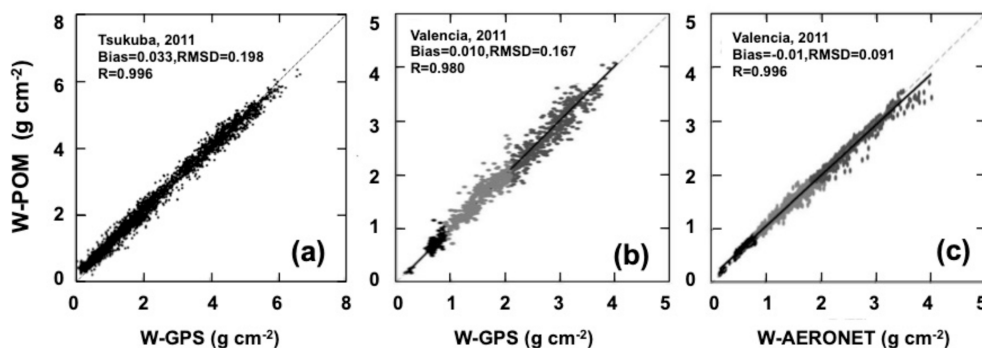 Tsukuba, 2011
Bias=0.033,RMSD=0.198
R=0.996
8
6
4
2
0
0 2 4 6 8
W-POM (g cm-2)
W-GPS (g cm-2)
(a)
Valencia, 2011
Bias=0.010,RMSD=0.167
R=0.980
5
4
3
2
1
0
0 1 2 3 4 5
W-GPS (g cm-2)
(b)
Valencia, 2011
Bias=-0.01,RMSD=0.091
R=0.996
5
4
3
2
1
0
0 1 2 3 4 5
W-AERONET (g cm-2)
(c)